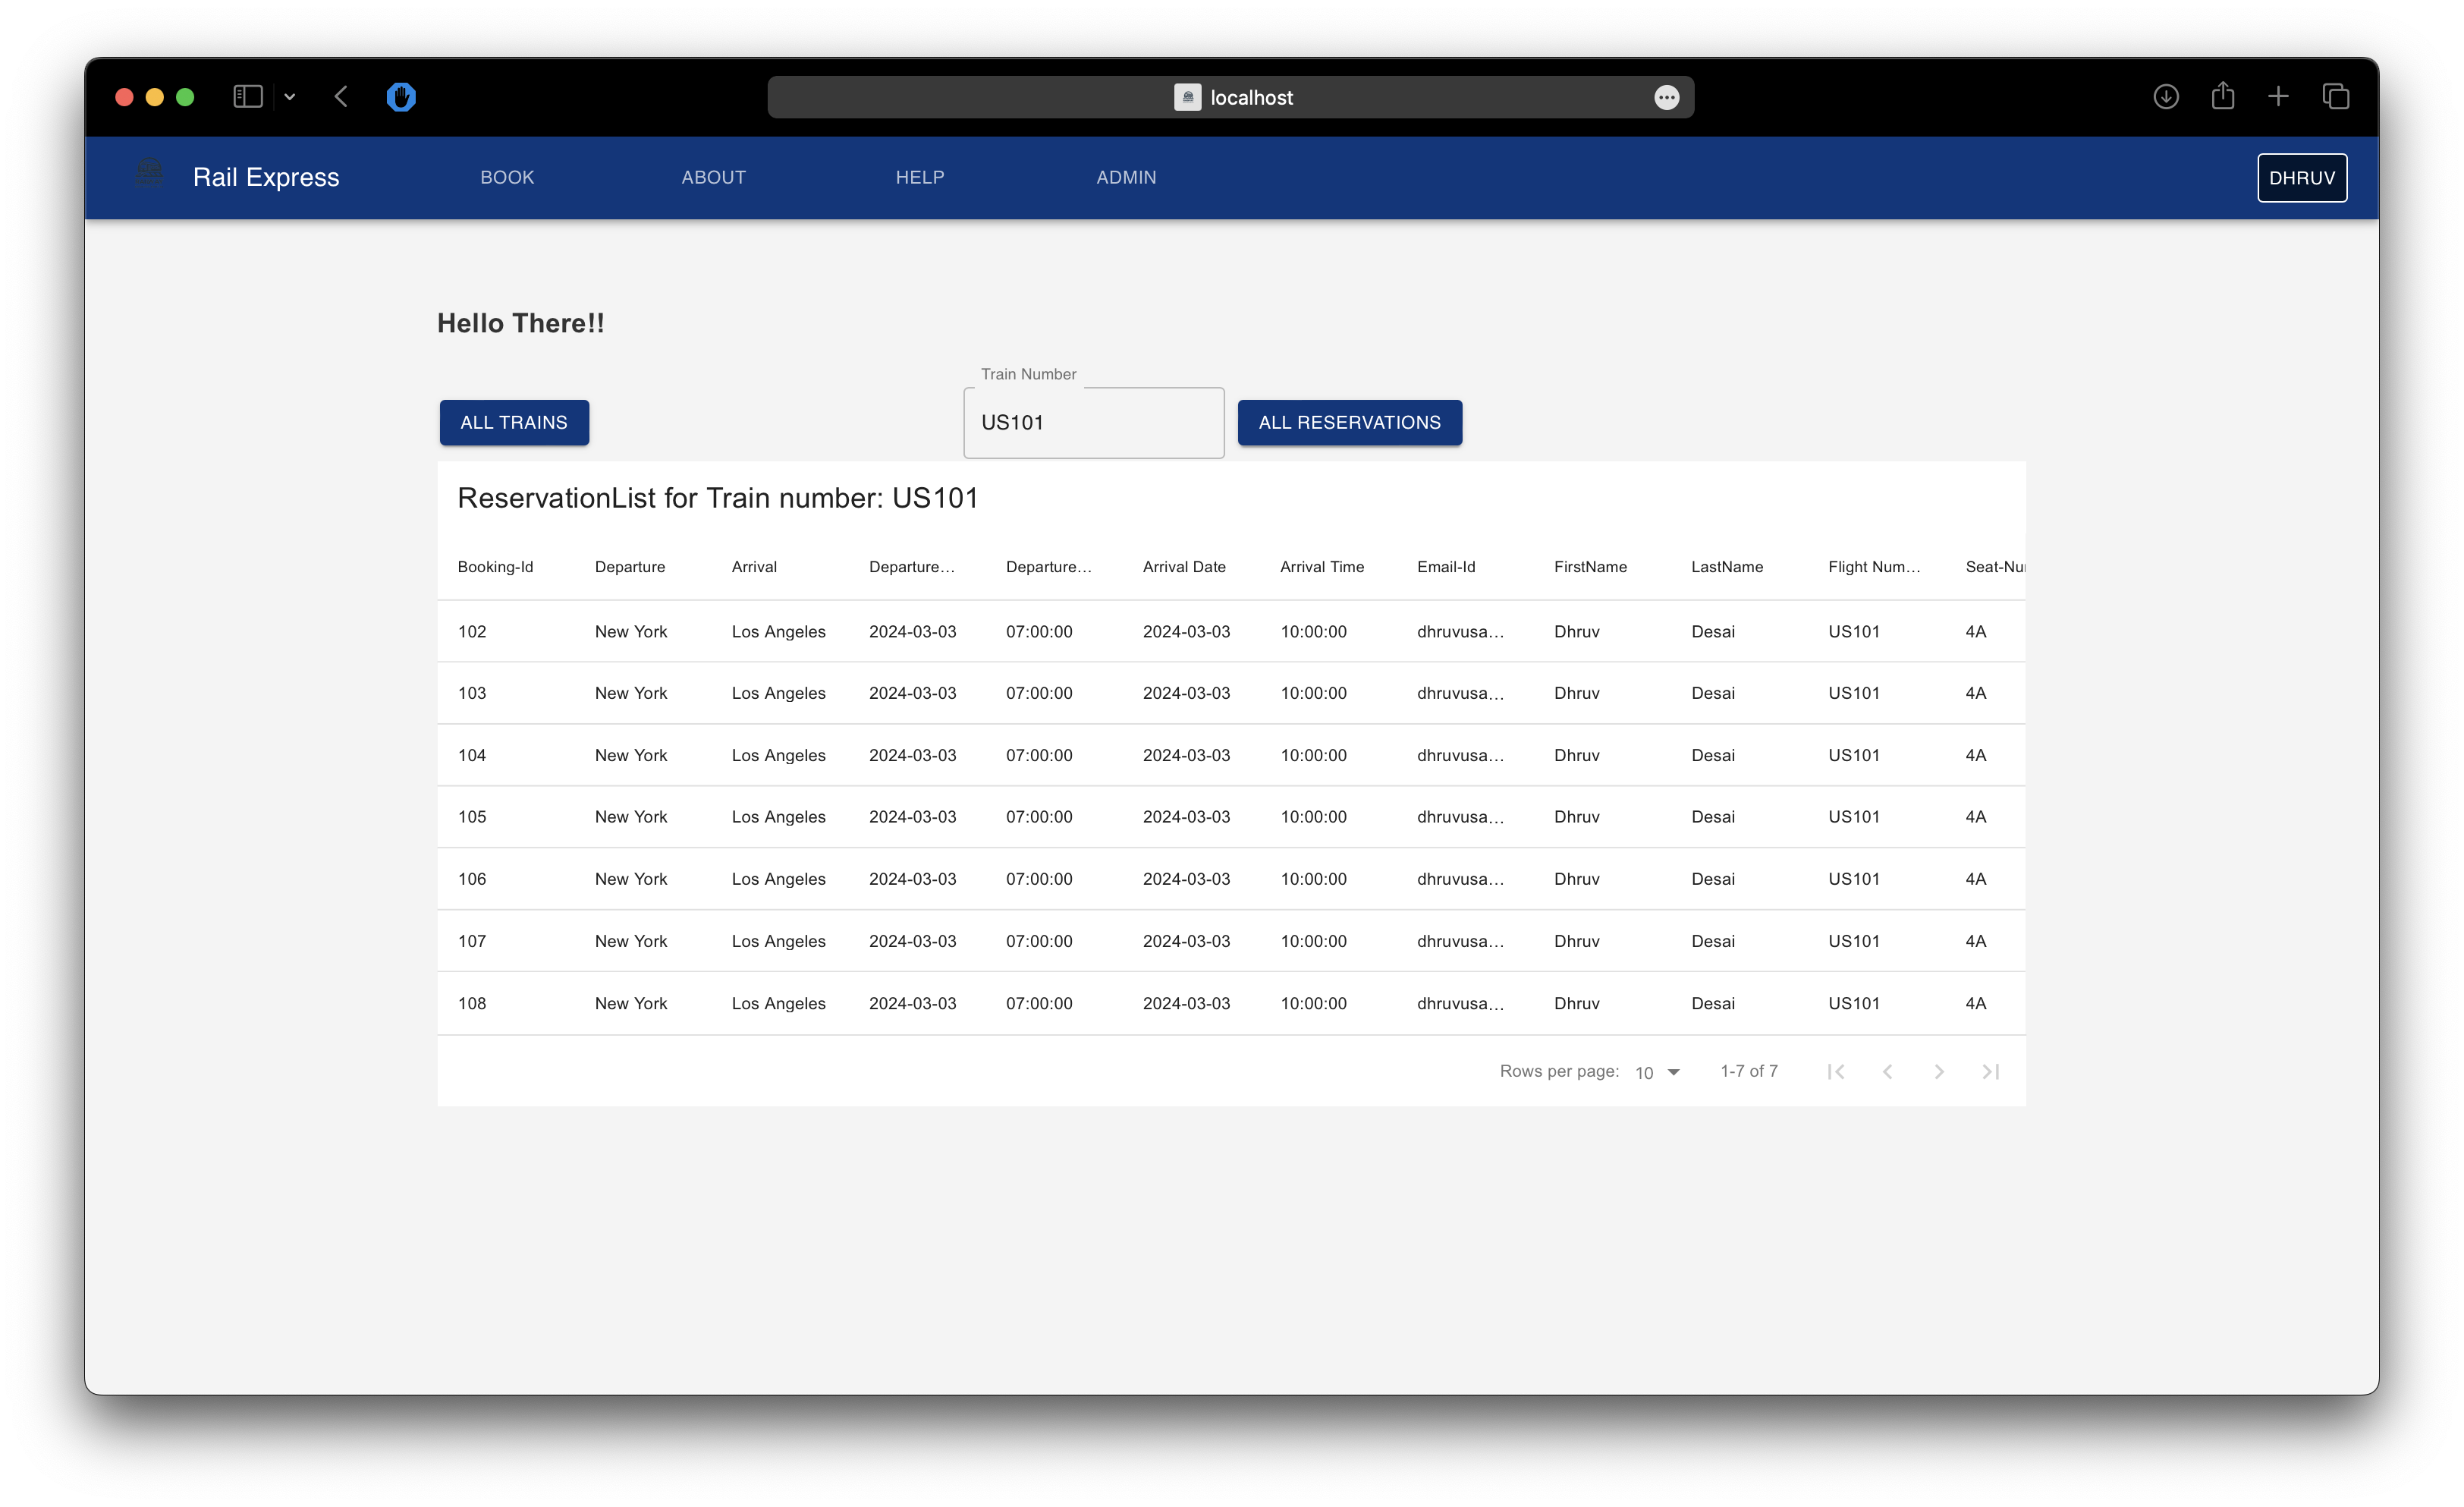 localhost
Rail Express BOOK ABOUT HELP ADMIN DHRUV
Hello There!!
Train Number
ALL TRAINS US101 ALL RESERVATIONS
ReservationList for Train number: US101
Booking-Id Departure Arrival Departure… Departure… Arrival Date Arrival Time Email-Id FirstName LastName Flight Num… Seat-Nu
102 New York Los Angeles 2024-03-03 07:00:00 2024-03-03 10:00:00 dhruvusa… Dhruv Desai US101 4A
103 New York Los Angeles 2024-03-03 07:00:00 2024-03-03 10:00:00 dhruvusa… Dhruv Desai US101 4A
104 New York Los Angeles 2024-03-03 07:00:00 2024-03-03 10:00:00 dhruvusa… Dhruv Desai US101 4A
105 New York Los Angeles 2024-03-03 07:00:00 2024-03-03 10:00:00 dhruvusa… Dhruv Desai US101 4A
106 New York Los Angeles 2024-03-03 07:00:00 2024-03-03 10:00:00 dhruvusa… Dhruv Desai US101 4A
107 New York Los Angeles 2024-03-03 07:00:00 2024-03-03 10:00:00 dhruvusa… Dhruv Desai US101 4A
108 New York Los Angeles 2024-03-03 07:00:00 2024-03-03 10:00:00 dhruvusa… Dhruv Desai US101 4A
Rows per page: 10 1-7 of 7